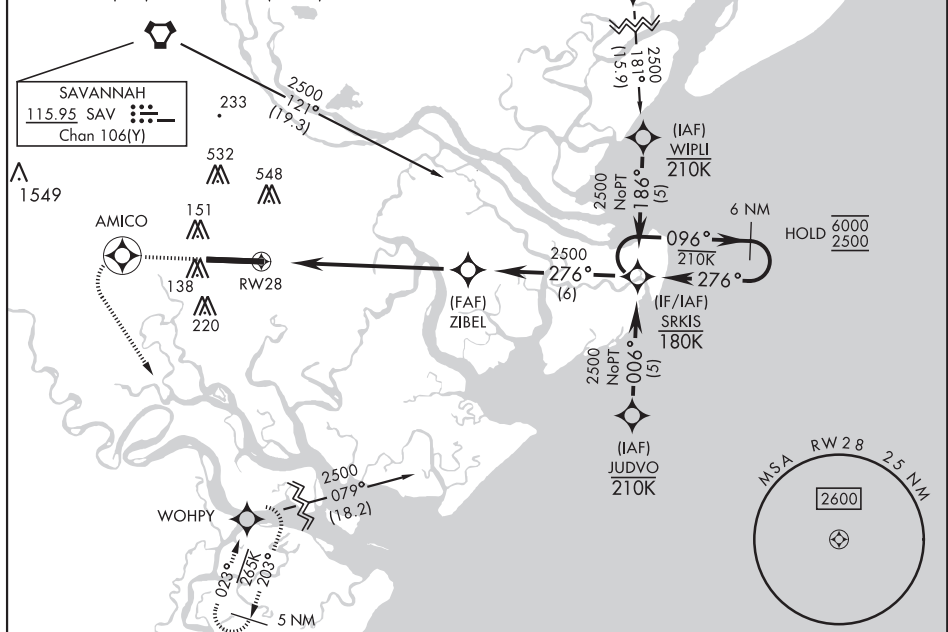 2500
121°
(19.3)
SAVANNAH
115.95 SAV
Chan 106(Y)
233
532
548
1549
151
AMICO
138
RW28
220
2500
181°
(15.9)
(IAF)
WIPLI
210K
2500
NoPT
186°
(5)
6 NM
096°
210K
276°
HOLD 6000
2500
2500
276°
(6)
(FAF)
ZIBEL
(IF/IAF)
SRKIS
180K
2500
NoPT
006°
(5)
(IAF)
JUDVO
210K
2500
079°
(18.2)
WOHPY
023°
265K
203°
5 NM
MSA RW28 25 NM
2600